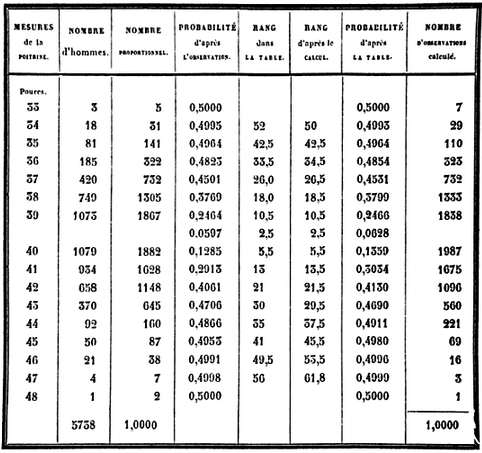 MESURES NOMBRE NOMBRE PROBABILITÉ RANG RANG PROBABILITÉ NOMBRE
de la d'hommes. PROPORTIONNEL. d'après dans d'après le d'après D'OBSERVATIONS
POITRINE. L'OBSERVATION. LA TABLE. CALCUL. LA TABLE. calculé.
Pouces.
33 3 5 0,5000 0,5000 7
34 18 31 0,4995 52 50 0,4993 29
35 81 141 0,4964 42,5 42,5 0,4964 110
36 185 322 0,4823 33,5 34,5 0,4854 323
37 420 732 0,4501 26,0 26,5 0,4531 732
38 749 1305 0,3769 18,0 18,5 0,3799 1333
39 1073 1867 0,2464 10,5 10,5 0,2466 1838
0,0597 2,5 2,5 0,0628
40 1079 1882 0,1285 5,5 5,5 0,1359 1987
41 934 1628 0,2913 13 13,5 0,3034 1675
42 658 1148 0,4061 21 21,5 0,4130 1096
43 370 645 0,4706 30 29,5 0,4690 560
44 92 160 0,4866 35 37,5 0,4911 221
45 50 87 0,4953 41 45,5 0,4980 69
46 21 38 0,4991 49,5 53,5 0,4996 16
47 4 7 0,4998 56 61,8 0,4999 3
48 1 2 0,5000 0,5000 1
5738 1,0000 1,0000